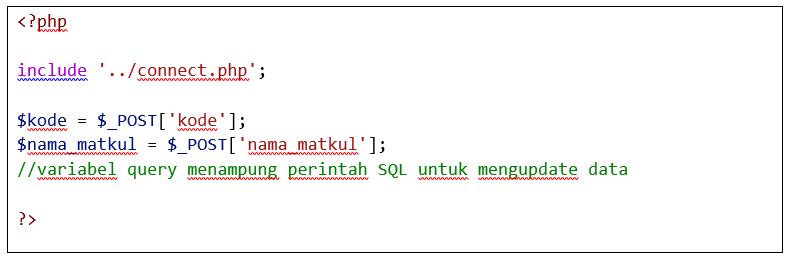 <?php
include '../connect.php';
$kode = $_POST['kode'];
$nama_matkul = $_POST['nama_matkul'];
//variabel query menampung perintah SQL untuk mengupdate data
?>